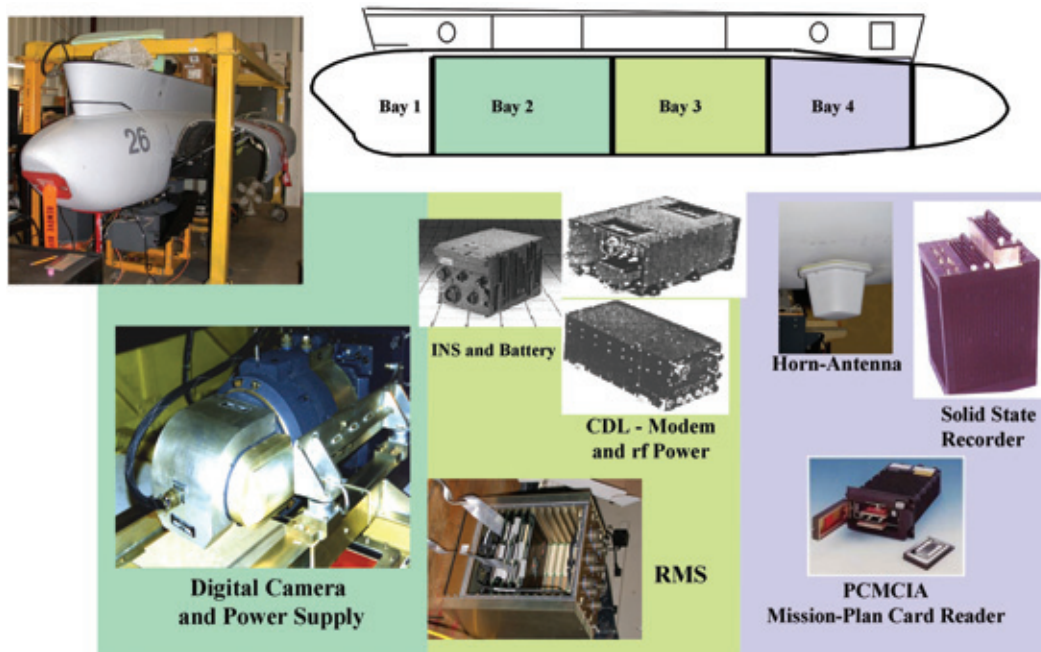 26
Bay 1
Bay 2
Bay 3
Bay 4
INS and Battery
CDL - Modem
and rf Power
Horn-Antenna
Solid State
Recorder
Digital Camera
and Power Supply
RMS
PCMCIA
Mission-Plan Card Reader